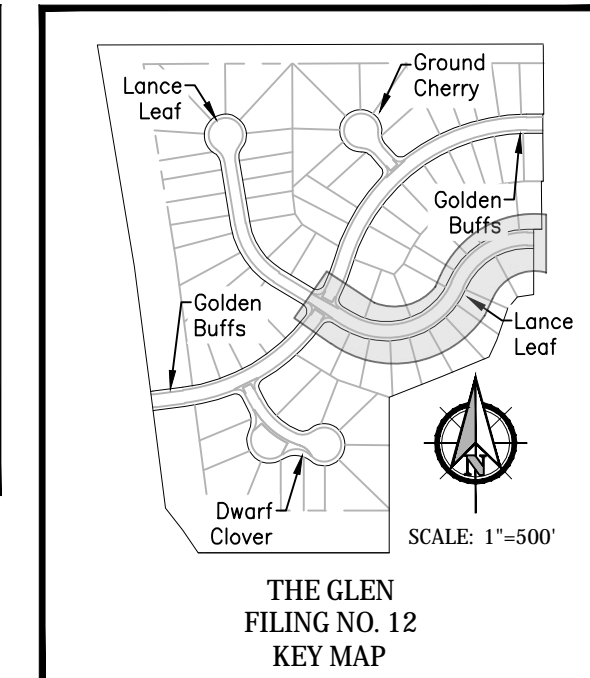 Lance
Leaf
Ground
Cherry
Golden
Buffs
Golden
Buffs
Lance
Leaf
Dwarf
Clover
N
SCALE: 1"=500'
THE GLEN
FILING NO. 12
KEY MAP